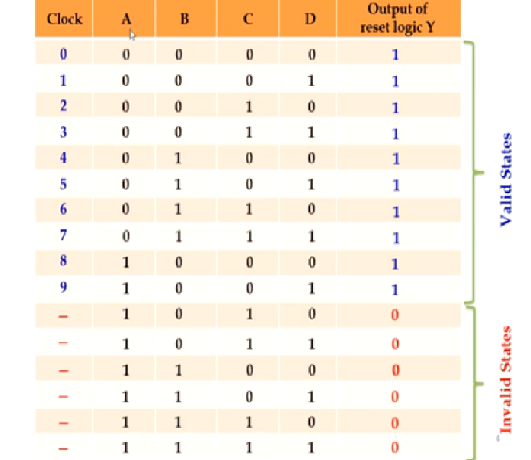 Clock A B C D Output of
reset logic Y
0 0 0 0 0 1
1 0 0 0 1 1
2 0 0 1 0 1
3 0 0 1 1 1
4 0 1 0 0 1
5 0 1 0 1 1
6 0 1 1 0 1
7 0 1 1 1 1
8 1 0 0 0 1
9 1 0 0 1 1
– 1 0 1 0 0
– 1 0 1 1 0
– 1 1 0 0 0
– 1 1 0 1 0
– 1 1 1 0 0
– 1 1 1 1 0
Valid States
Invalid States